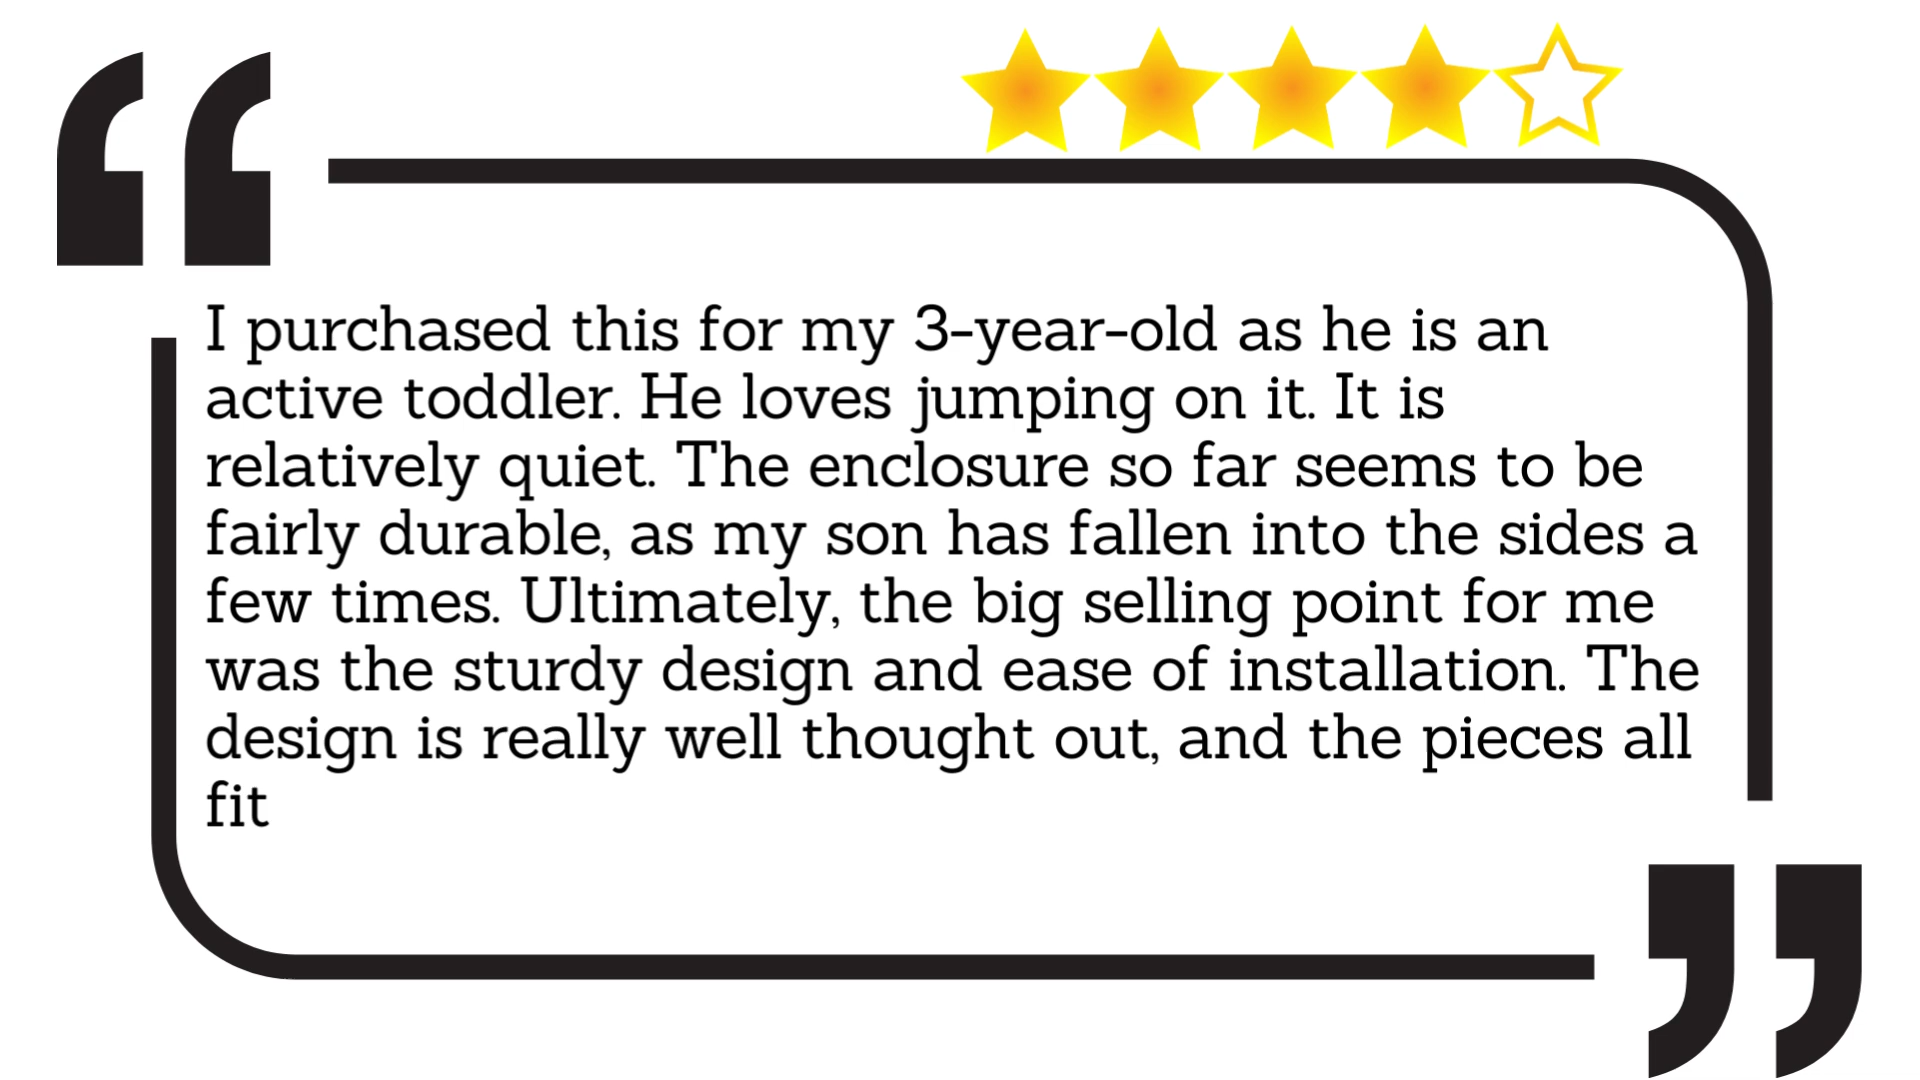 I purchased this for my 3-year-old as he is an
active toddler. He loves jumping on it. It is
relatively quiet. The enclosure so far seems to be
fairly durable, as my son has fallen into the sides a
few times. Ultimately, the big selling point for me
was the sturdy design and ease of installation. The
design is really well thought out, and the pieces all
fit